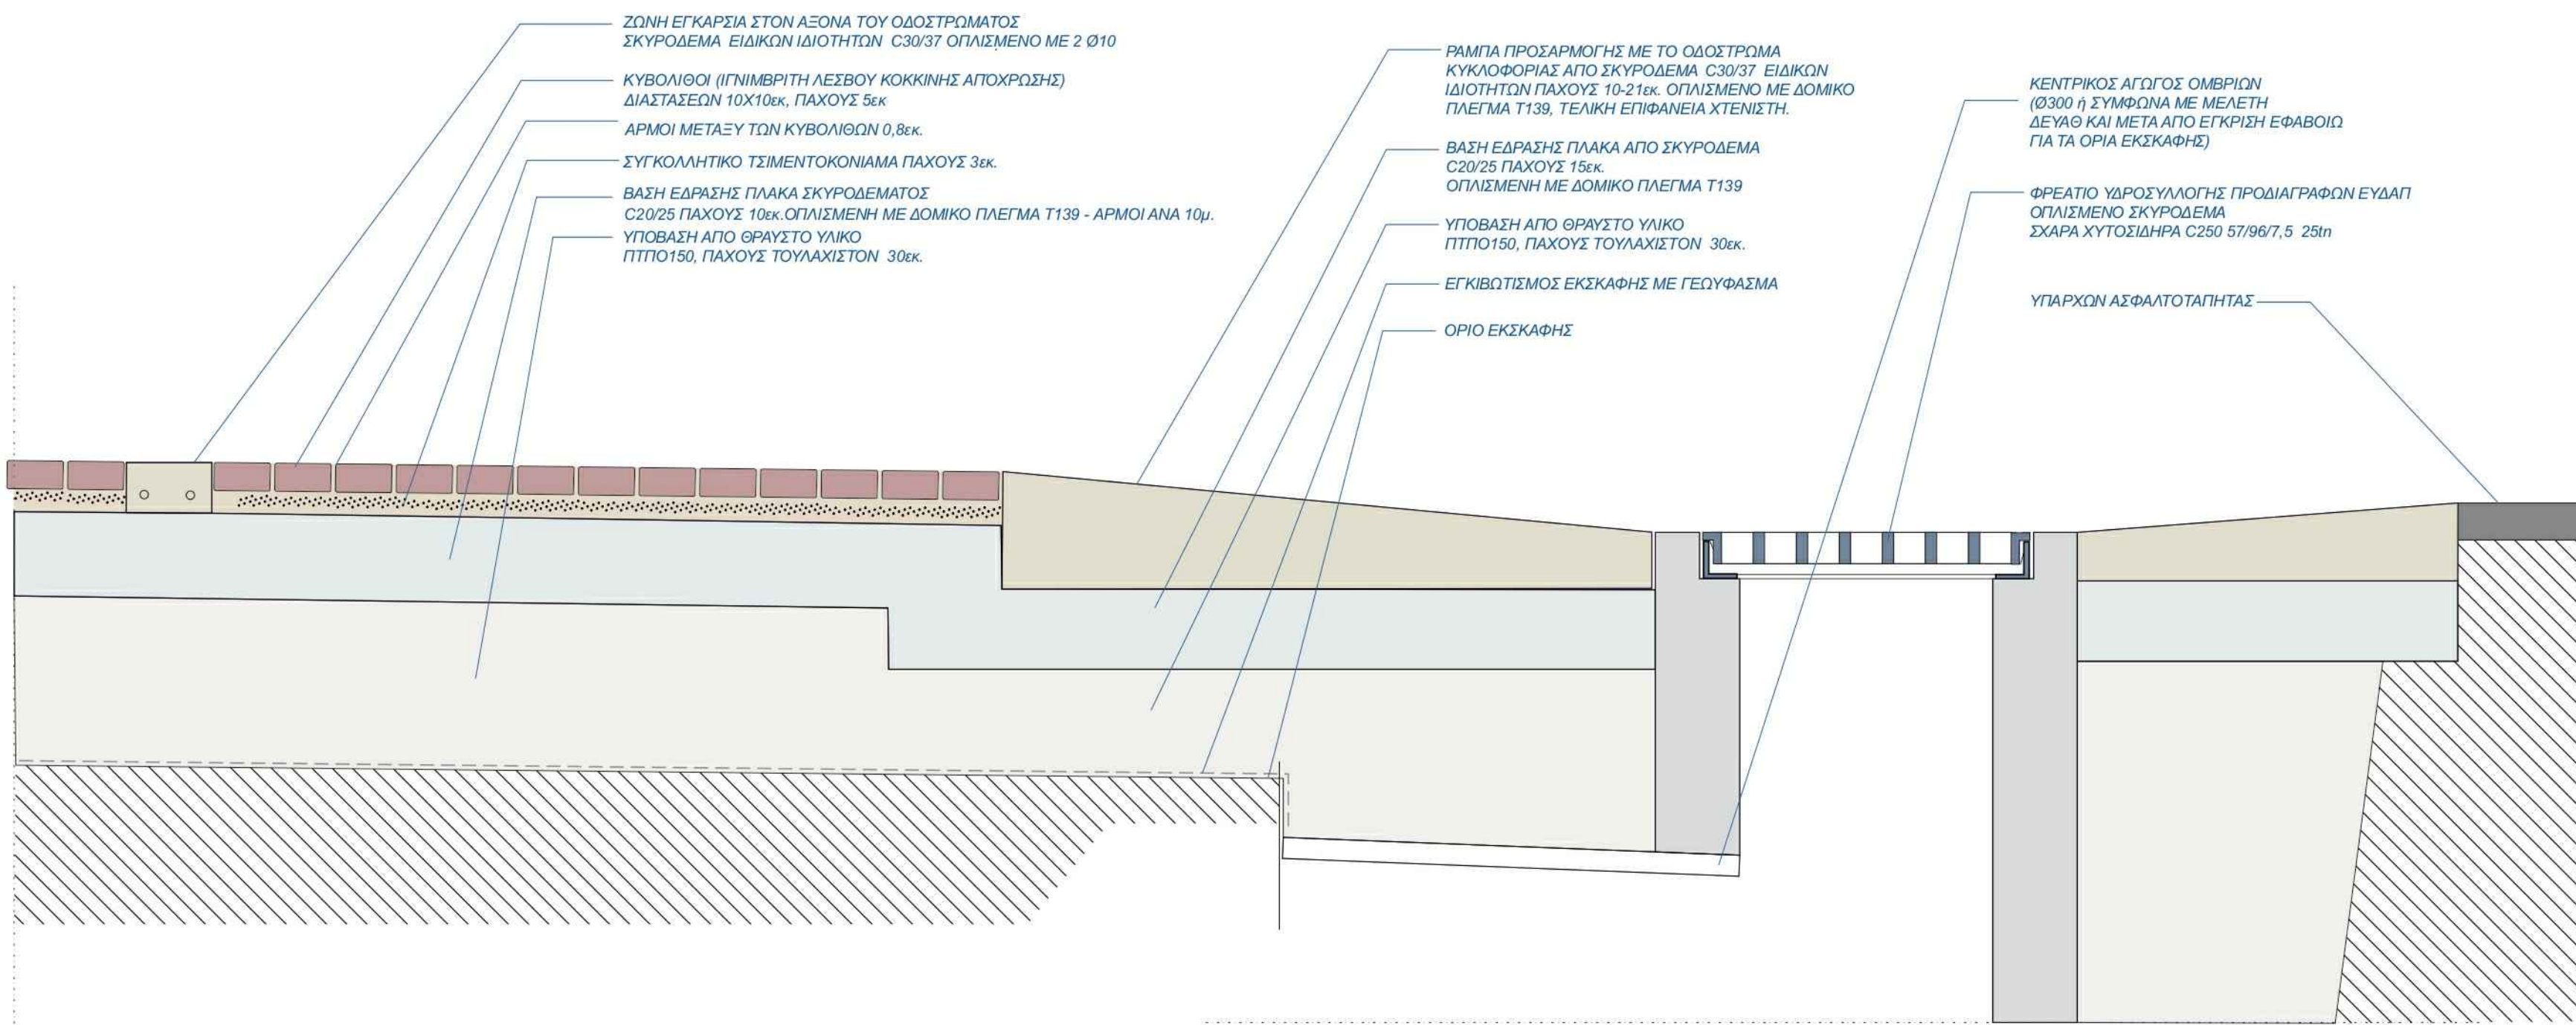 ΖΩΝΗ ΕΓΚΑΡΣΙΑ ΣΤΟΝ ΑΞΟΝΑ ΤΟΥ ΟΔΟΣΤΡΩΜΑΤΟΣ
ΣΚΥΡΟΔΕΜΑ ΕΙΔΙΚΩΝ ΙΔΙΟΤΗΤΩΝ C30/37 ΟΠΛΙΣΜΕΝΟ ΜΕ 2 Ø10
ΚΥΒΟΛΙΘΟΙ (ΙΓΝΙΜΒΡΙΤΗ ΛΕΣΒΟΥ ΚΟΚΚΙΝΗΣ ΑΠΟΧΡΩΣΗΣ)
ΔΙΑΣΤΑΣΕΩΝ 10Χ10εκ, ΠΑΧΟΥΣ 5εκ
ΑΡΜΟΙ ΜΕΤΑΞΥ ΤΩΝ ΚΥΒΟΛΙΘΩΝ 0,8εκ.
ΣΥΓΚΟΛΛΗΤΙΚΟ ΤΣΙΜΕΝΤΟΚΟΝΙΑΜΑ ΠΑΧΟΥΣ 3εκ.
ΒΑΣΗ ΕΔΡΑΣΗΣ ΠΛΑΚΑ ΣΚΥΡΟΔΕΜΑΤΟΣ
C20/25 ΠΑΧΟΥΣ 10εκ.ΟΠΛΙΣΜΕΝΗ ΜΕ ΔΟΜΙΚΟ ΠΛΕΓΜΑ Τ139 - ΑΡΜΟΙ ΑΝΑ 10μ.
ΥΠΟΒΑΣΗ ΑΠΟ ΘΡΑΥΣΤΟ ΥΛΙΚΟ
ΠΤΠΟ150, ΠΑΧΟΥΣ ΤΟΥΛΑΧΙΣΤΟΝ 30εκ.
ΡΑΜΠΑ ΠΡΟΣΑΡΜΟΓΗΣ ΜΕ ΤΟ ΟΔΟΣΤΡΩΜΑ
ΚΥΚΛΟΦΟΡΙΑΣ ΑΠΟ ΣΚΥΡΟΔΕΜΑ C30/37 ΕΙΔΙΚΩΝ
ΙΔΙΟΤΗΤΩΝ ΠΑΧΟΥΣ 10-21εκ. ΟΠΛΙΣΜΕΝΟ ΜΕ ΔΟΜΙΚΟ
ΠΛΕΓΜΑ Τ139, ΤΕΛΙΚΗ ΕΠΙΦΑΝΕΙΑ ΧΤΕΝΙΣΤΗ.
ΒΑΣΗ ΕΔΡΑΣΗΣ ΠΛΑΚΑ ΑΠΟ ΣΚΥΡΟΔΕΜΑ
C20/25 ΠΑΧΟΥΣ 15εκ.
ΟΠΛΙΣΜΕΝΗ ΜΕ ΔΟΜΙΚΟ ΠΛΕΓΜΑ Τ139
ΥΠΟΒΑΣΗ ΑΠΟ ΘΡΑΥΣΤΟ ΥΛΙΚΟ
ΠΤΠΟ150, ΠΑΧΟΥΣ ΤΟΥΛΑΧΙΣΤΟΝ 30εκ.
ΕΓΚΙΒΩΤΙΣΜΟΣ ΕΚΣΚΑΦΗΣ ΜΕ ΓΕΩΥΦΑΣΜΑ
ΟΡΙΟ ΕΚΣΚΑΦΗΣ
ΚΕΝΤΡΙΚΟΣ ΑΓΩΓΟΣ ΟΜΒΡΙΩΝ
(Ø300 ή ΣΥΜΦΩΝΑ ΜΕ ΜΕΛΕΤΗ
ΔΕΥΑΘ ΚΑΙ ΜΕΤΑ ΑΠΟ ΕΓΚΡΙΣΗ ΕΦΑΒΟΙΩ
ΓΙΑ ΤΑ ΟΡΙΑ ΕΚΣΚΑΦΗΣ)
ΦΡΕΑΤΙΟ ΥΔΡΟΣΥΛΛΟΓΗΣ ΠΡΟΔΙΑΓΡΑΦΩΝ ΕΥΔΑΠ
ΟΠΛΙΣΜΕΝΟ ΣΚΥΡΟΔΕΜΑ
ΣΧΑΡΑ ΧΥΤΟΣΙΔΗΡΑ C250 57/96/7,5 25tn
ΥΠΑΡΧΩΝ ΑΣΦΑΛΤΟΤΑΠΗΤΑΣ